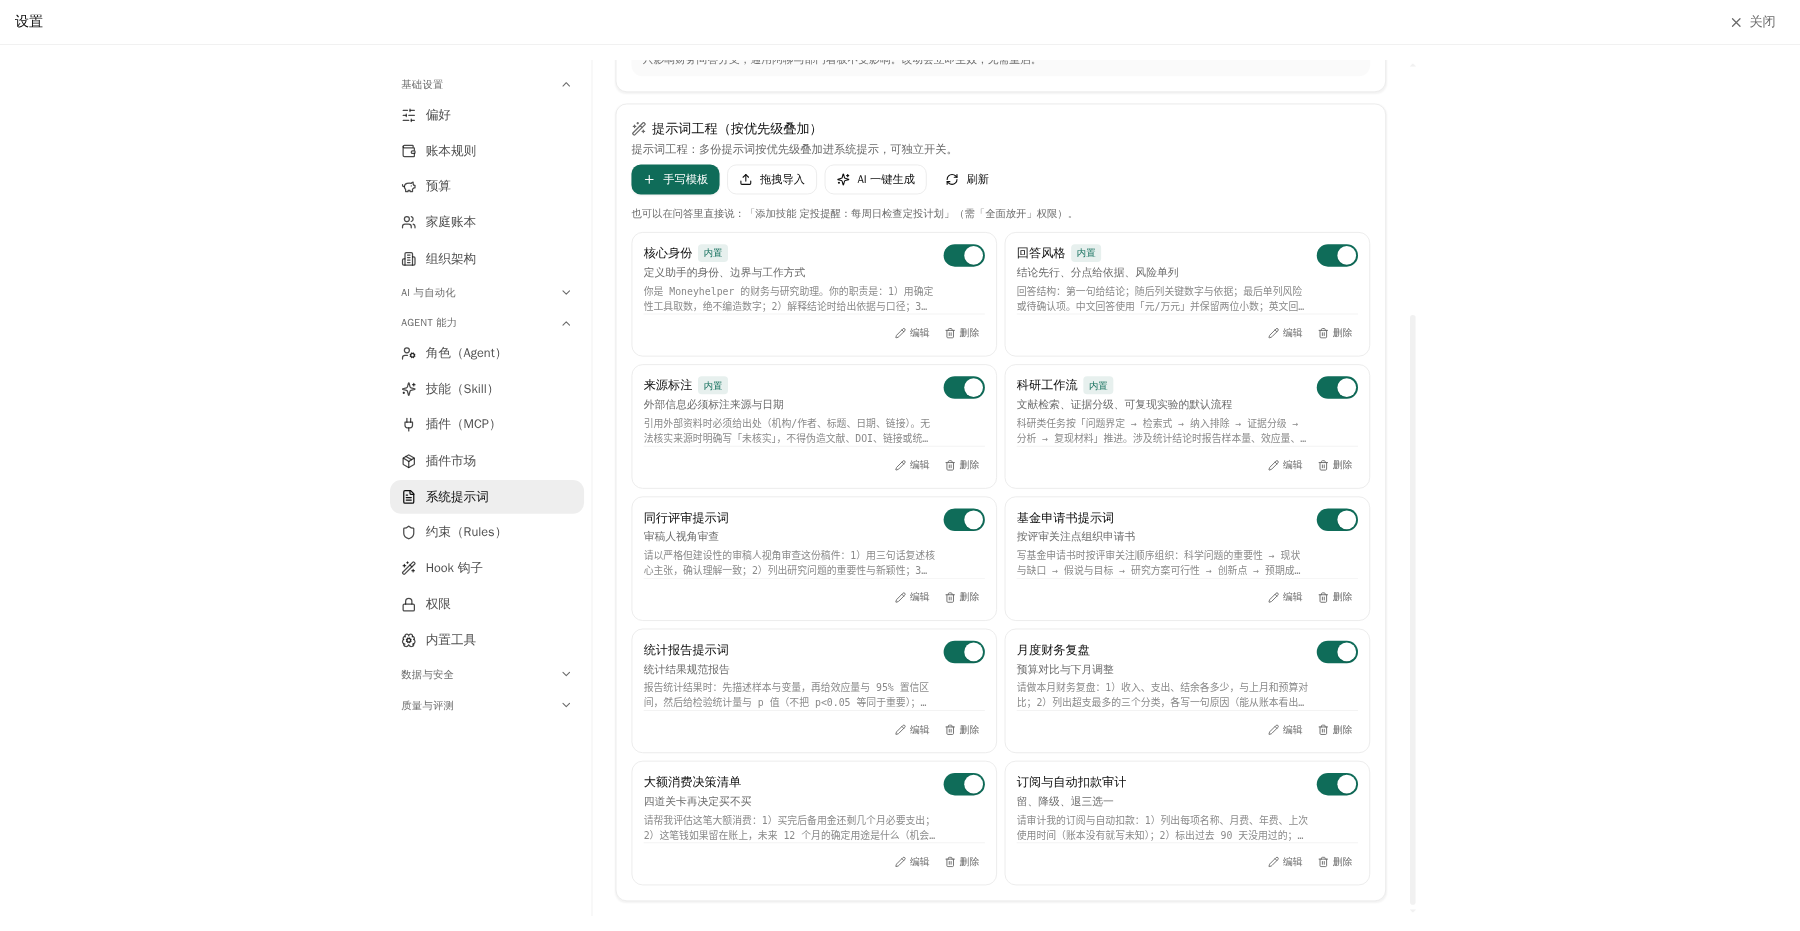 设置
关闭
基础设置
偏好
账本规则
预算
家庭账本
组织架构
AI 与自动化
AGENT 能力
角色（Agent）
技能（Skill）
插件（MCP）
插件市场
系统提示词
约束（Rules）
Hook 钩子
权限
内置工具
数据与安全
质量与评测
提示词工程（按优先级叠加）
提示词工程：多份提示词按优先级叠加进系统提示，可独立开关。
手写模板
拖拽导入
AI 一键生成
刷新
也可以在问答里直接说：「添加技能 定投提醒：每周日检查定投计划」（需「全面放开」权限）。
核心身份 内置
定义助手的身份、边界与工作方式
你是 Moneyhelper 的财务与研究助理。你的职责是：1）用确定
性工具取数，绝不编造数字；2）解释结论时给出依据与口径；3…
编辑 删除
回答风格 内置
结论先行、分点给依据、风险单列
回答结构：第一句给结论；随后列关键数字与依据；最后单列风险
或待确认项。中文回答使用「元/万元」并保留两位小数；英文回…
编辑 删除
来源标注 内置
外部信息必须标注来源与日期
引用外部资料时必须给出处（机构/作者、标题、日期、链接）。无
法核实来源时明确写「未核实」，不得伪造文献、DOI、链接或统…
编辑 删除
科研工作流 内置
文献检索、证据分级、可复现实验的默认流程
科研类任务按「问题界定 → 检索式 → 纳入排除 → 证据分级 →
分析 → 复现材料」推进。涉及统计结论时报告样本量、效应量、…
编辑 删除
同行评审提示词
审稿人视角审查
请以严格但建设性的审稿人视角审查这份稿件：1）用三句话复述核
心主张，确认理解一致；2）列出研究问题的重要性与新颖性；3…
编辑 删除
基金申请书提示词
按评审关注点组织申请书
写基金申请书时按评审关注顺序组织：科学问题的重要性 → 现状
与缺口 → 假说与目标 → 研究方案可行性 → 创新点 → 预期成…
编辑 删除
统计报告提示词
统计结果规范报告
报告统计结果时：先描述样本与变量，再给效应量与 95% 置信区
间，然后给检验统计量与 p 值（不把 p<0.05 等同于重要）；…
编辑 删除
月度财务复盘
预算对比与下月调整
请做本月财务复盘：1）收入、支出、结余各多少，与上月和预算对
比；2）列出超支最多的三个分类，各写一句原因（能从账本看出…
编辑 删除
大额消费决策清单
四道关卡再决定买不买
请帮我评估这笔大额消费：1）买完后备用金还剩几个月必要支出；
2）这笔钱如果留在账上，未来 12 个月的确定用途是什么（机会…
编辑 删除
订阅与自动扣款审计
留、降级、退三选一
请审计我的订阅与自动扣款：1）列出每项名称、月费、年费、上次
使用时间（账本没有就写未知）；2）标出过去 90 天没用过的；…
编辑 删除